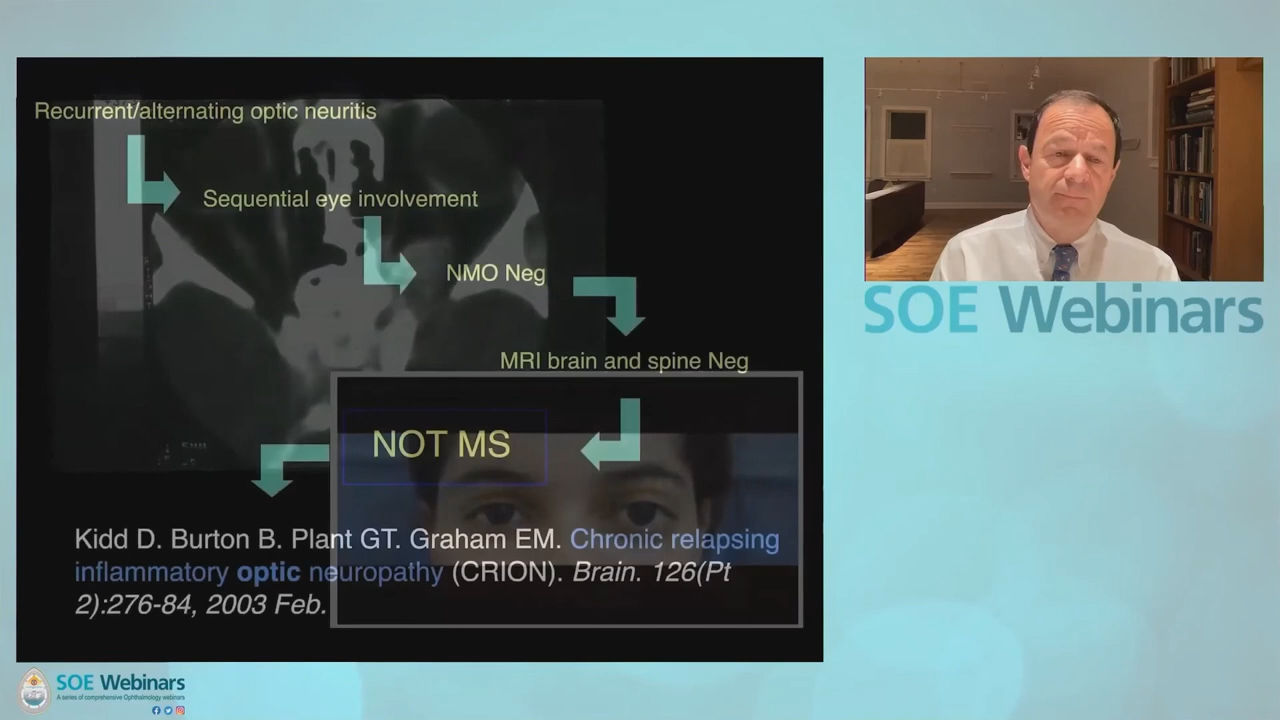 Recurrent/alternating optic neuritis
Sequential eye involvement
NMO Neg
MRI brain and spine Neg
NOT MS
Kidd D. Burton B. Plant GT. Graham EM. Chronic relapsing
inflammatory optic neuropathy (CRION). Brain. 126(Pt
2):276-84, 2003 Feb.
SOE Webinars
SOE Webinars
A series of comprehensive Ophthalmology webinars